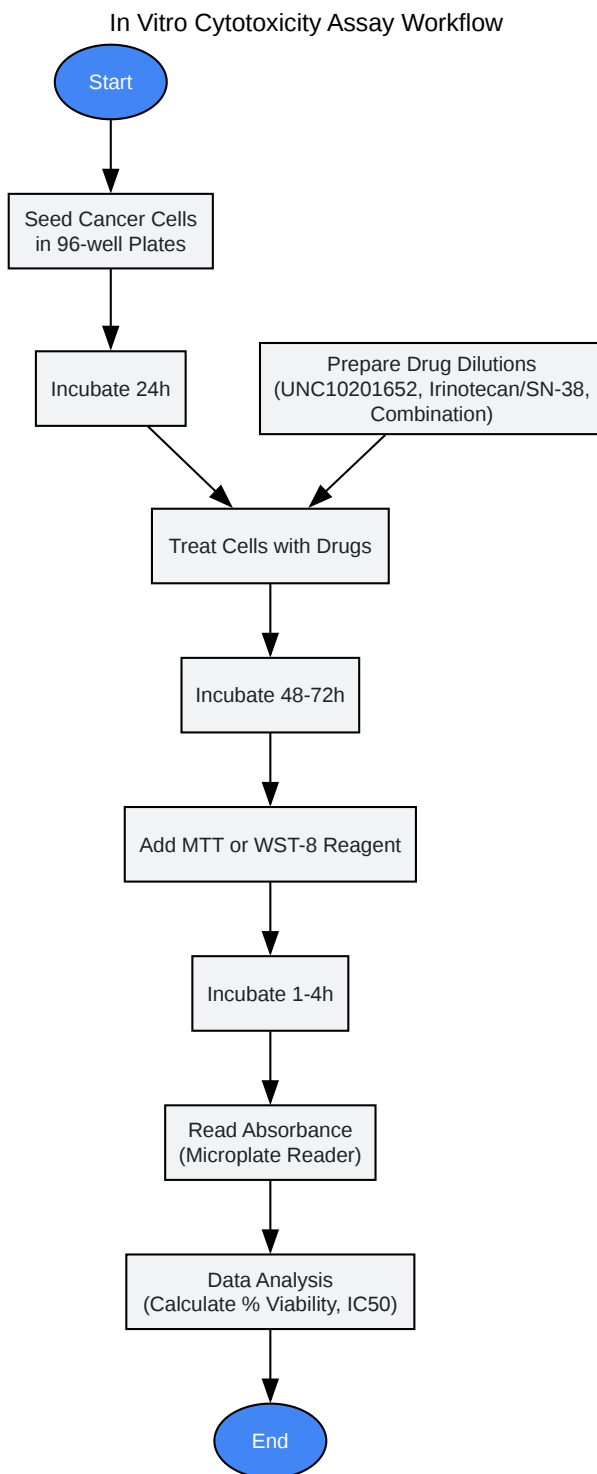 In Vitro Cytotoxicity Assay Workflow
Start
Seed Cancer Cells
in 96-well Plates
Incubate 24h
Prepare Drug Dilutions
(UNC10201652, Irinotecan/SN-38,
Combination)
Treat Cells with Drugs
Incubate 48-72h
Add MTT or WST-8 Reagent
Incubate 1-4h
Read Absorbance
(Microplate Reader)
Data Analysis
(Calculate % Viability, IC50)
End